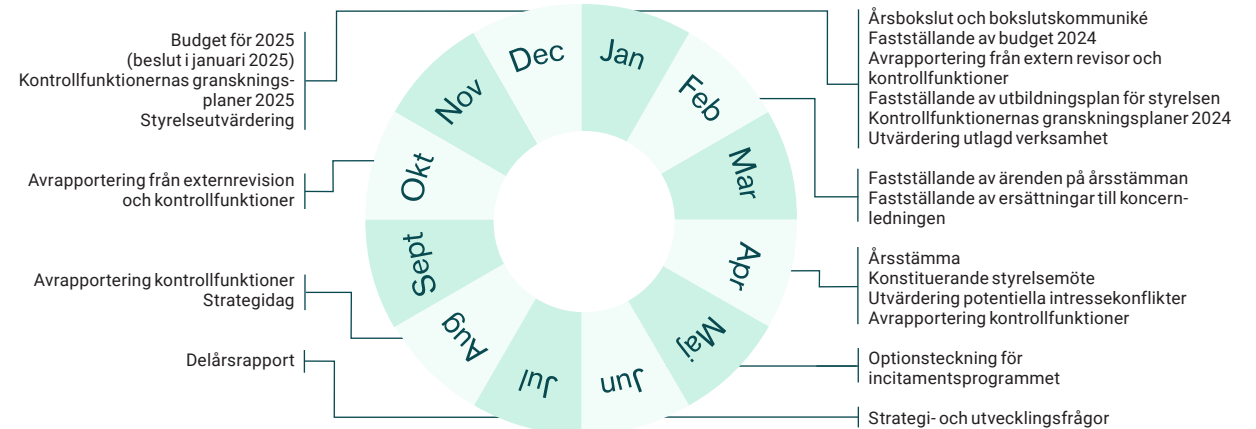 Budget för 2025
(beslut i januari 2025)
Kontrollfunktionernas gransknings-
planer 2025
Styrelseutvärdering
Avrapportering från externrevision
och kontrollfunktioner
Avrapportering kontrollfunktioner
Strategidag
Delårsrapport
Jan
Feb
Mar
Apr
Maj
Jun
Jul
Aug
Sept
Okt
Nov
Dec
Årsbokslut och bokslutskommuniké
Fastställande av budget 2024
Avrapportering från extern revisor och
kontrollfunktioner
Fastställande av utbildningsplan för styrelsen
Kontrollfunktionernas granskningsplaner 2024
Utvärdering utlagd verksamhet
Fastställande av ärenden på årsstämman
Fastställande av ersättningar till koncern-
ledningen
Årsstämma
Konstituerande styrelsemöte
Utvärdering potentiella intressekonflikter
Avrapportering kontrollfunktioner
Optionsteckning för
incitamentsprogrammet
Strategi- och utvecklingsfrågor